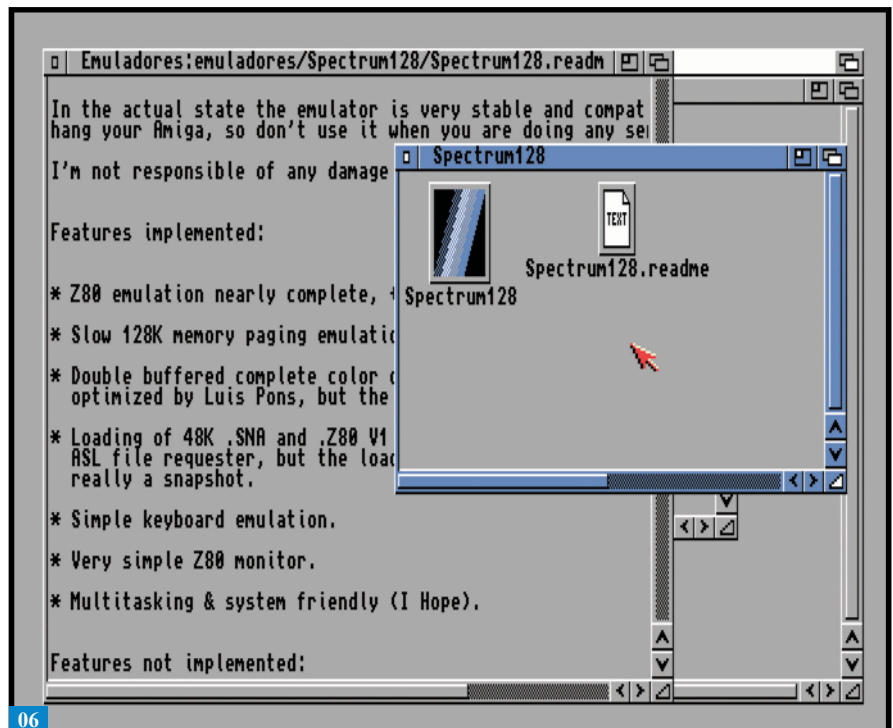 Emuladores:emuladores/Spectrum128/Spectrum128.readm
In the actual state the emulator is very stable and compat
hang your Amiga, so don't use it when you are doing any
I'm not responsible of any damage
Features implemented:
* Z80 emulation nearly complete,
* Slow 128K memory paging
* Double buffered complete color
optimized by Luis Pons, but the
* Loading of 48K .SNA and .Z80 V1
ASL file requester, but the
really a snapshot.
* Simple keyboard emulation.
* Very simple Z80 monitor.
* Multitasking & system friendly (I Hope).
Features not implemented:
Spectrum128
TEXT
Spectrum128.readme
Spectrum128
06